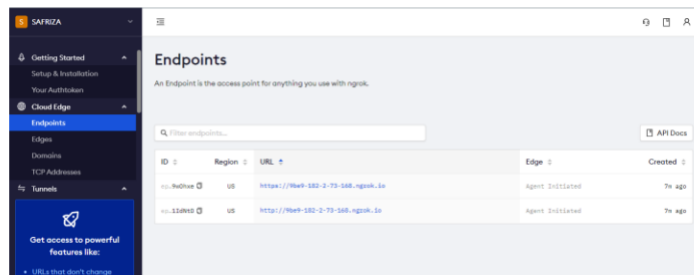 S SAFRIZA
Getting Started
Setup & Installation
Your Authtoken
Cloud Edge
Endpoints
Edges
Domains
TCP Addresses
Tunnels
Get access to powerful
features like:
• URLs that don't change
Endpoints
An Endpoint is the access point for anything you use with ngrok.
Filter endpoints...
API Docs
ID Region URL Edge Created
US https://9be9-182-2-73-168.ngrok.io Agent Initiated 7m ago
US http://9be9-182-2-73-168.ngrok.io Agent Initiated 7m ago